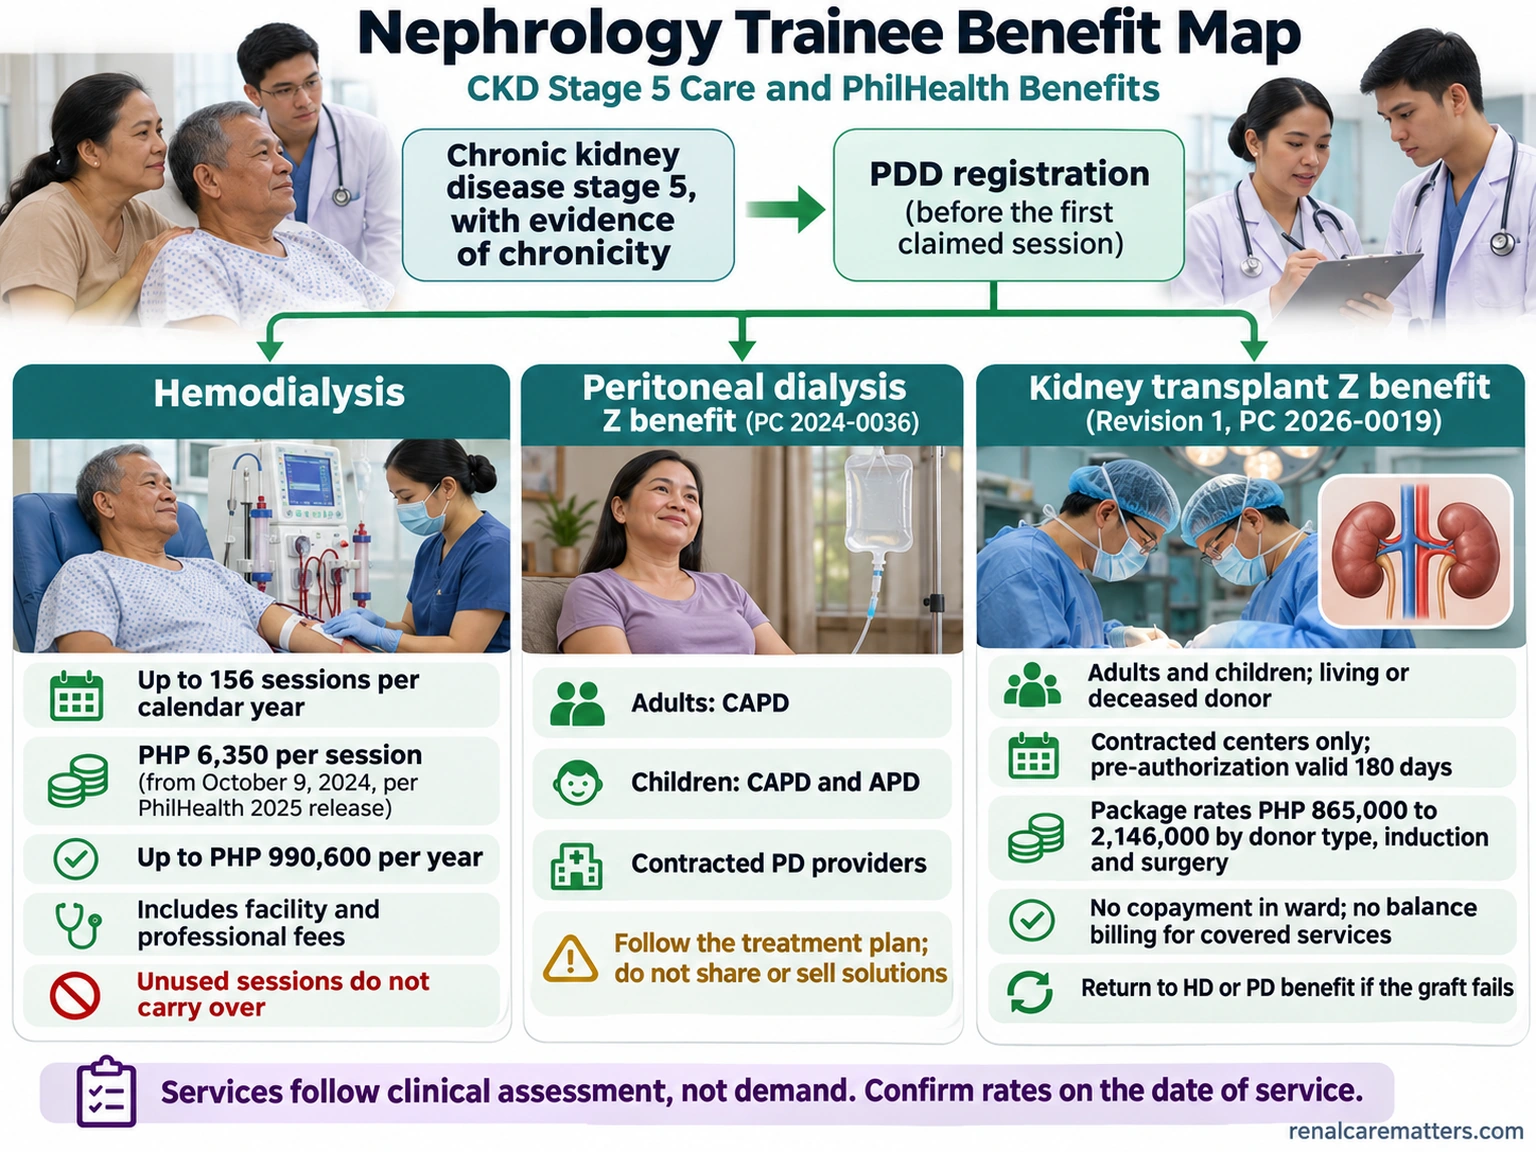 Nephrology Trainee Benefit Map
CKD Stage 5 Care and PhilHealth Benefits
Chronic kidney
disease stage 5,
with evidence
of chronicity
PDD registration
(before the first
claimed session)
Hemodialysis
Up to 156 sessions per
calendar year
PHP 6,350 per session
(from October 9, 2024, per
PhilHealth 2025 release)
Up to PHP 990,600 per year
Includes facility and
professional fees
Unused sessions do not
carry over
Peritoneal dialysis
Z benefit (PC 2024-0036)
Adults: CAPD
Children: CAPD and APD
Contracted PD providers
Follow the treatment plan;
do not share or sell solutions
Kidney transplant Z benefit
(Revision 1, PC 2026-0019)
Adults and children; living or
deceased donor
Contracted centers only;
pre-authorization valid 180 days
Package rates PHP 865,000 to
2,146,000 by donor type, induction
and surgery
No copayment in ward; no balance
billing for covered services
Return to HD or PD benefit if the graft fails
Services follow clinical assessment, not demand. Confirm rates on the date of service.
renalcarematters.com